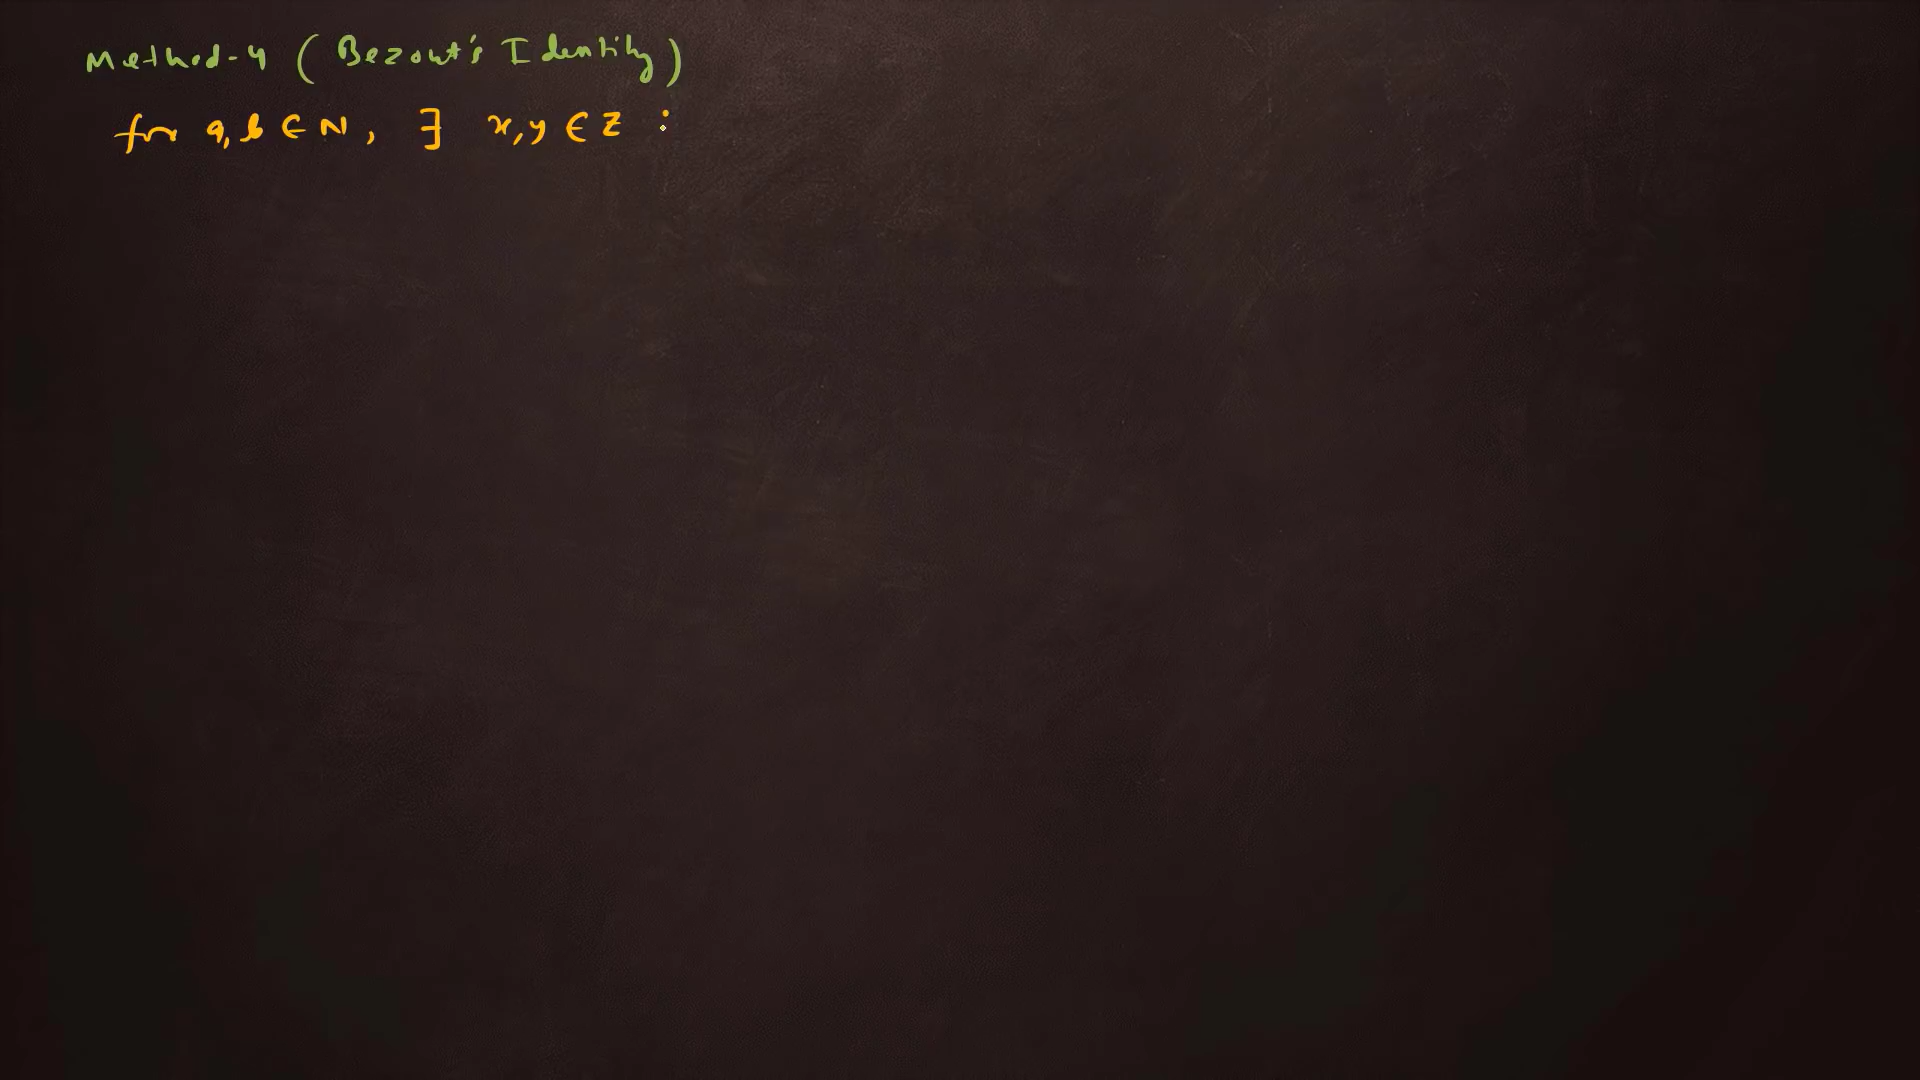 Method-4 (Bezout's Identity)
for a, b ∈ N, ∃ x, y ∈ Z :